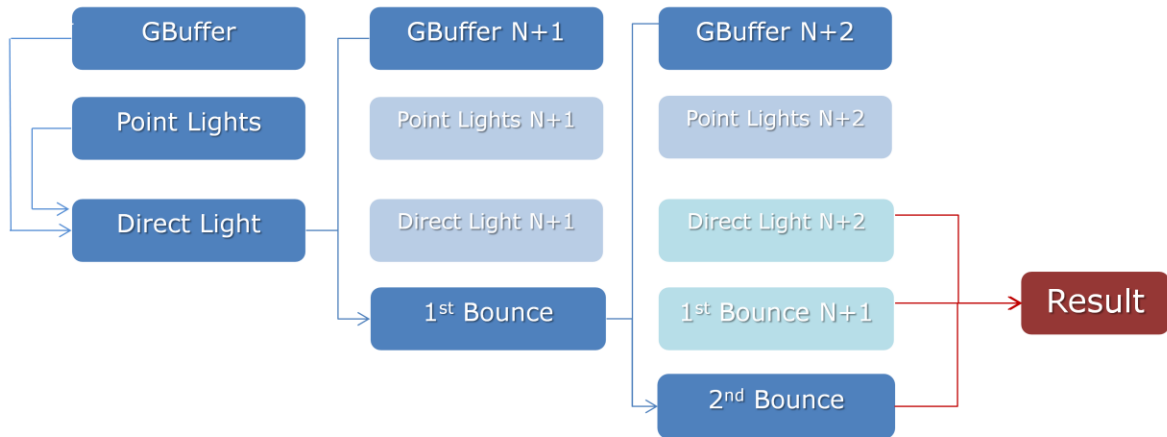 GBuffer
Point Lights
Direct Light
GBuffer N+1
Point Lights N+1
Direct Light N+1
1st Bounce
GBuffer N+2
Point Lights N+2
Direct Light N+2
1st Bounce N+1
2nd Bounce
Result